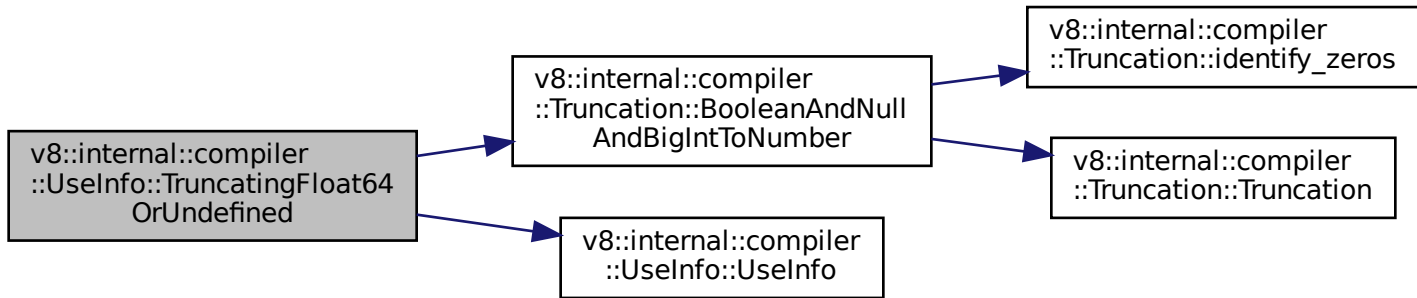 v8::internal::compiler
::UseInfo::TruncatingFloat64
OrUndefined
v8::internal::compiler
::Truncation::BooleanAndNull
AndBigIntToNumber
v8::internal::compiler
::UseInfo::UseInfo
v8::internal::compiler
::Truncation::identify_zeros
v8::internal::compiler
::Truncation::Truncation